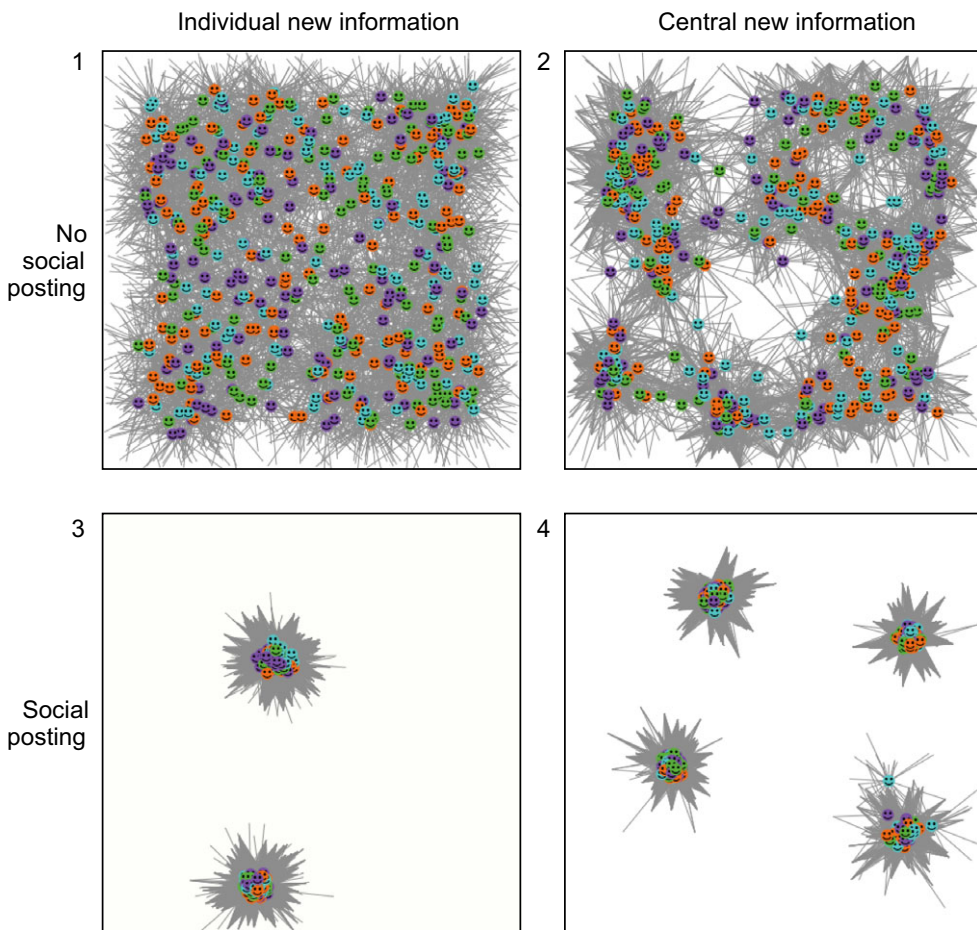 Individual new information
Central new information
1
2
No
social
posting
3
4
Social
posting